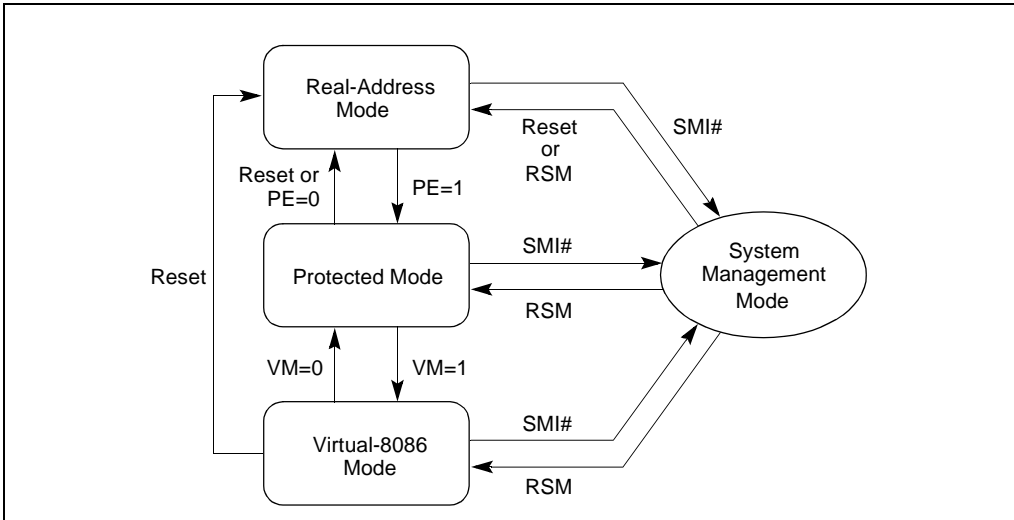 Real-Address
Mode
Reset
or
RSM
SMI#
Reset or
PE=0
PE=1
Protected Mode
SMI#
RSM
System
Management
Mode
Reset
VM=0
VM=1
Virtual-8086
Mode
SMI#
RSM